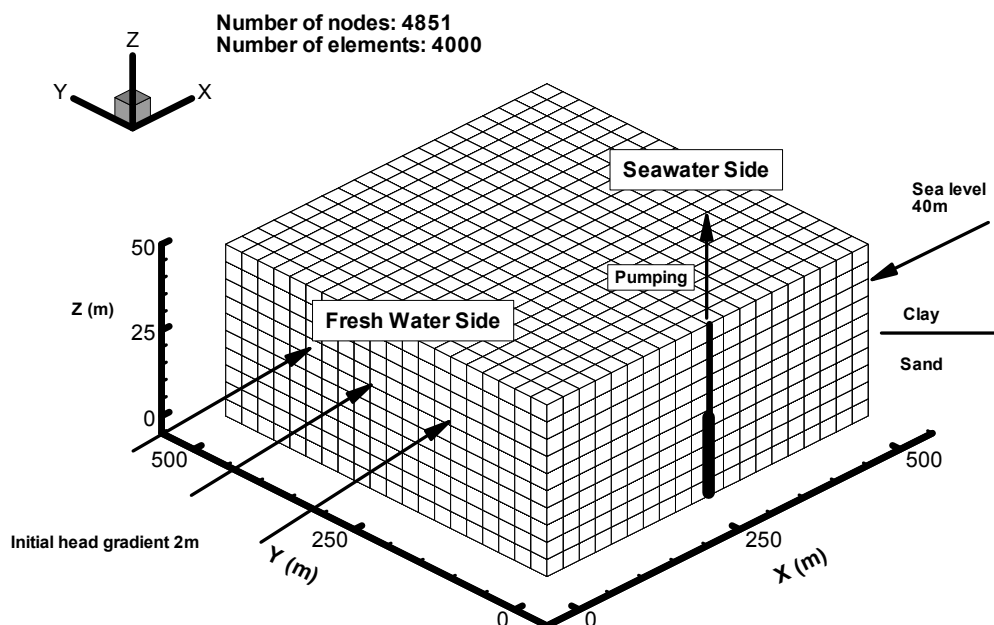 Number of nodes: 4851
Number of elements: 4000
Z
Y
X
Seawater Side
Sea level
40m
Pumping
50
Z (m)
25
0
Fresh Water Side
Clay
Sand
500
250
0
Y (m)
Initial head gradient 2m
500
250
0
X (m)